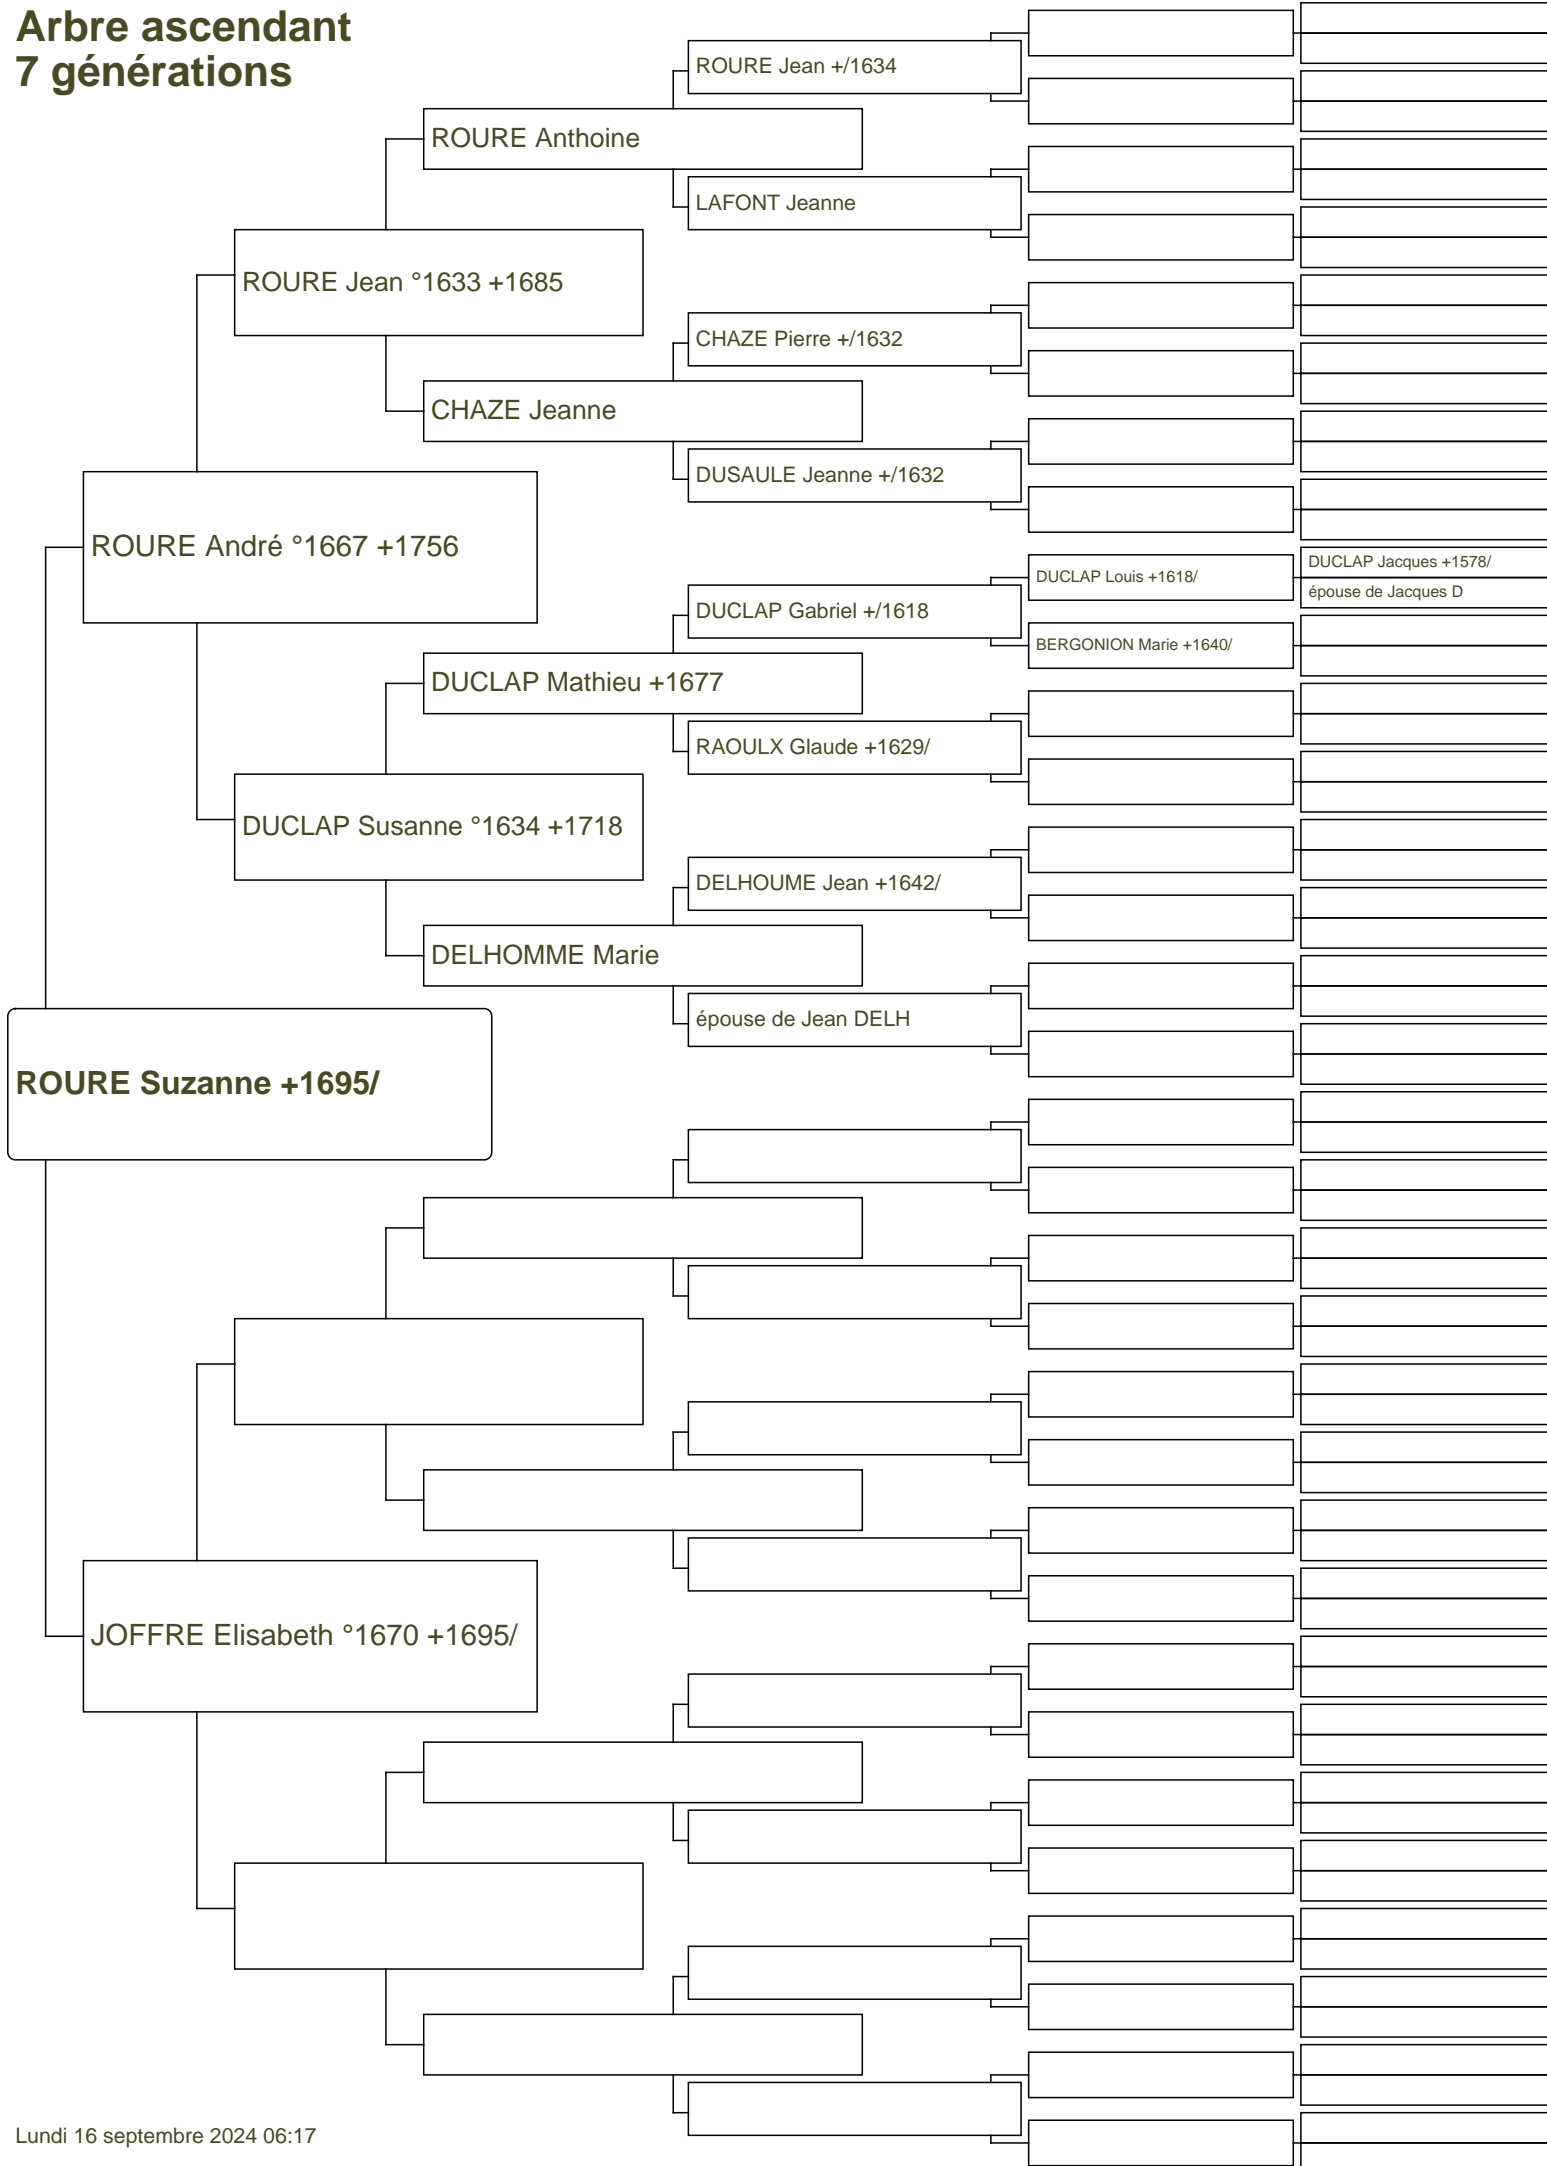 Arbre ascendant
7 générations
ROURE Jean +/1634
ROURE Anthoine
LAFONT Jeanne
ROURE Jean °1633 +1685
CHAZE Pierre +/1632
CHAZE Jeanne
DUSAULE Jeanne +/1632
ROURE André °1667 +1756
DUCLAP Jacques +1578/
DUCLAP Louis +1618/
épouse de Jacques D
DUCLAP Gabriel +/1618
BERGONION Marie +1640/
DUCLAP Mathieu +1677
RAOULX Glaude +1629/
DUCLAP Susanne °1634 +1718
DELHOUME Jean +1642/
DELHOMME Marie
épouse de Jean DELH
ROURE Suzanne +1695/
JOFFRE Elisabeth °1670 +1695/
Lundi 16 septembre 2024 06:17